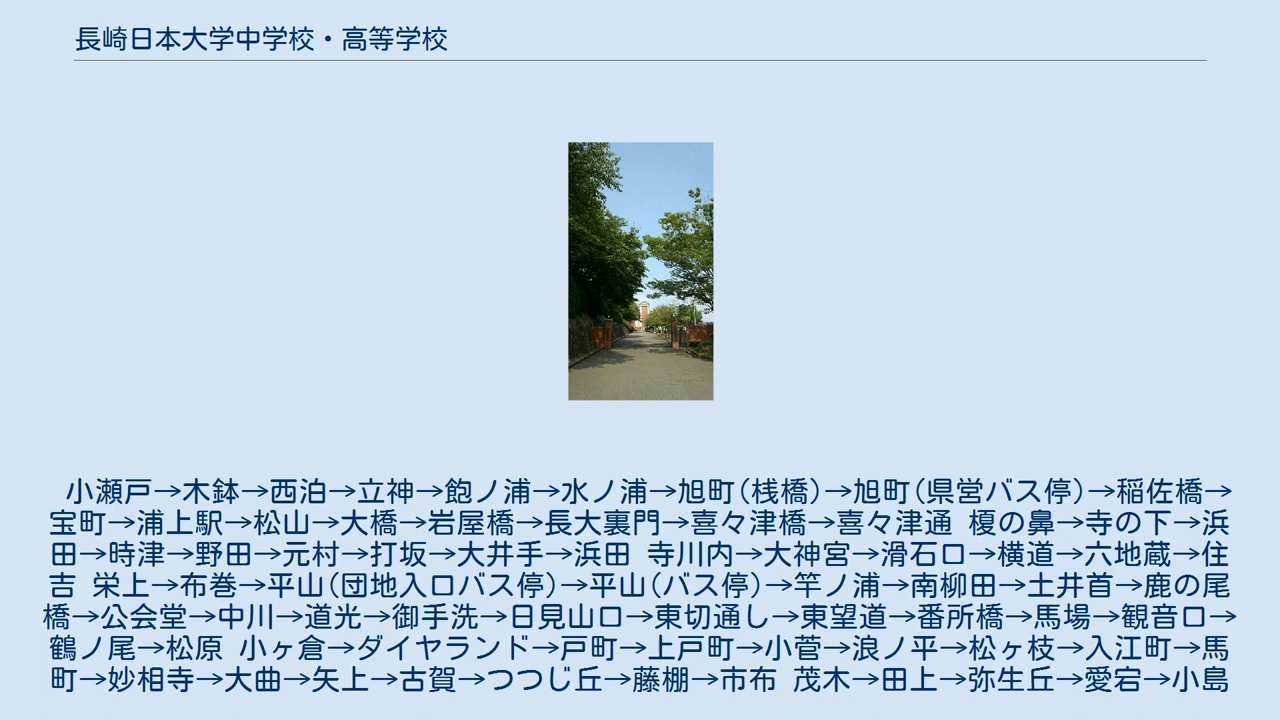 長崎日本大学中学校・高等学校
小瀬戸→木鉢→西泊→立神→飽ノ浦→水ノ浦→旭町(桟橋)→旭町(県営バス停)→稲佐橋→
宝町→浦上駅→松山→大橋→岩屋橋→長大裏門→喜々津橋→喜々津通 榎の鼻→寺の下→浜
田→時津→野田→元村→打坂→大井手→浜田 寺川内→大神宮→滑石口→横道→六地蔵→住
吉 栄上→布巻→平山(団地入口バス停)→平山(バス停)→竿ノ浦→南柳田→土井首→鹿の尾
橋→公会堂→中川→道光→御手洗→日見山口→東切通し→東望道→番所橋→馬場→観音口→
鶴ノ尾→松原 小ヶ倉→ダイヤランド→戸町→上戸町→小菅→浪ノ平→松ヶ枝→入江町→馬
町→妙相寺→大曲→矢上→古賀→つつじ丘→藤棚→市布 茂木→田上→弥生丘→愛宕→小島